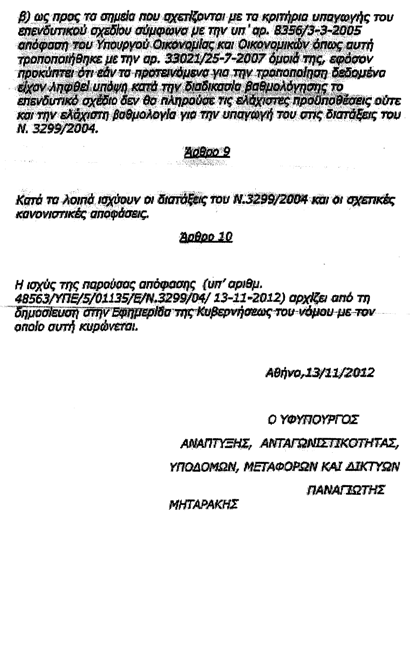 β) ως προς τα σημεία που σχετίζονται με τα κριτήρια υπαγωγής του
επενδυτικού σχεδίου σύμφωνα με την υπ' αρ. 8356/3-3-2005
απόφαση του Υπουργού Οικονομίας και Οικονομικών όπως αυτή
τροποποιήθηκε με την αρ. 33021/25-7-2007 όμοιά της, εφόσον
προκύπτει ότι εάν τα προτεινόμενα για την τροποποίηση δεδομένα
είχαν ληφθεί υπόψη κατά την διαδικασία βαθμολόγησης το
επενδυτικό σχέδιο δεν θα πληρούσε τις ελάχιστες προϋποθέσεις ούτε
και την ελάχιστη βαθμολογία για την υπαγωγή του στις διατάξεις του
Ν. 3299/2004.
Άρθρο 9
Κατά τα λοιπά ισχύουν οι διατάξεις του Ν.3299/2004 και οι σχετικές
κανονιστικές αποφάσεις.
Άρθρο 10
Η ισχύς της παρούσας απόφασης (υπ' αριθμ.
48563/ΥΠΕ/5/01135/Ε/Ν.3299/04/ 13-11-2012) αρχίζει από τη
δημοσίευση στην Εφημερίδα της Κυβερνήσεως του νόμου με τον
οποίο αυτή κυρώνεται.
Αθήνα,13/11/2012
Ο ΥΦΥΠΟΥΡΓΟΣ
ΑΝΑΠΤΥΞΗΣ, ΑΝΤΑΓΩΝΙΣΤΙΚΟΤΗΤΑΣ,
ΥΠΟΔΟΜΩΝ, ΜΕΤΑΦΟΡΩΝ ΚΑΙ ΔΙΚΤΥΩΝ
ΠΑΝΑΓΙΩΤΗΣ
ΜΗΤΑΡΑΚΗΣ